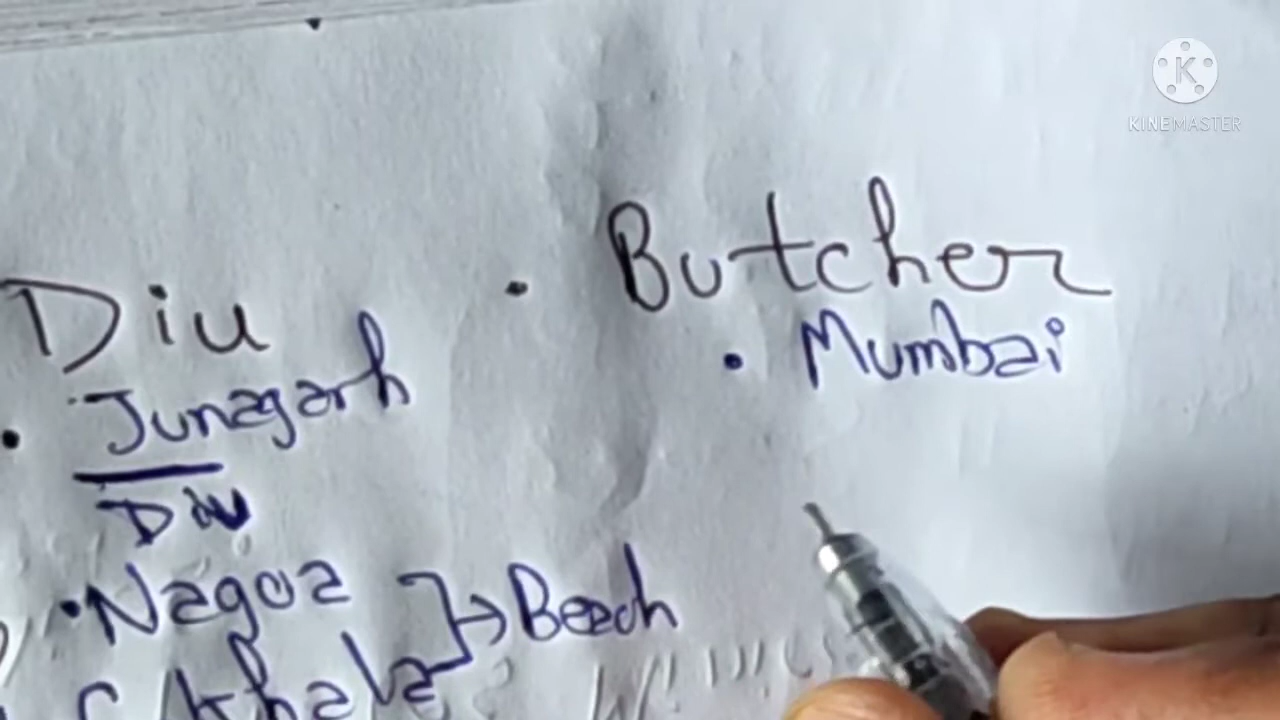 KINEMASTER
Diu
Junagarh
Diu
• Nagoa
Beach
• Butcher
• Mumbai